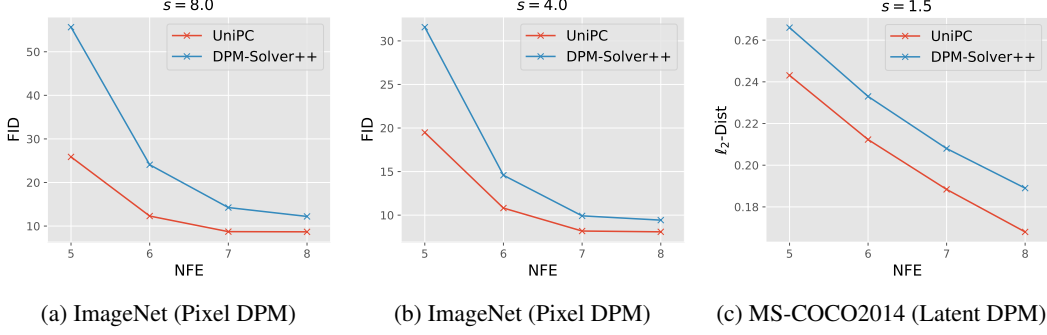 s = 8.0
UniPC
DPM-Solver++
50
40
30
20
10
FID
5 6 7 8
NFE
(a) ImageNet (Pixel DPM)
s = 4.0
UniPC
DPM-Solver++
30
25
20
15
10
FID
5 6 7 8
NFE
(b) ImageNet (Pixel DPM)
s = 1.5
UniPC
DPM-Solver++
0.26
0.24
0.22
0.20
0.18
ℓ₂-Dist
5 6 7 8
NFE
(c) MS-COCO2014 (Latent DPM)